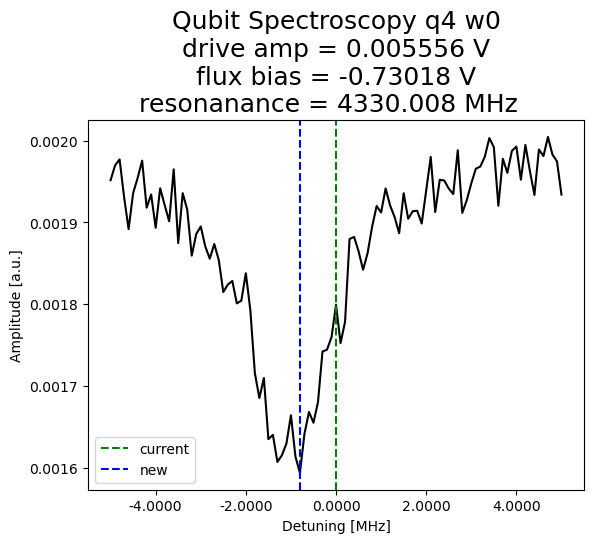 Qubit Spectroscopy q4 w0
drive amp = 0.005556 V
flux bias = -0.73018 V
resonanance = 4330.008 MHz
0.0020
0.0019
0.0018
0.0017
0.0016
Amplitude [a.u.]
current
new
-4.0000
-2.0000
0.0000
2.0000
4.0000
Detuning [MHz]